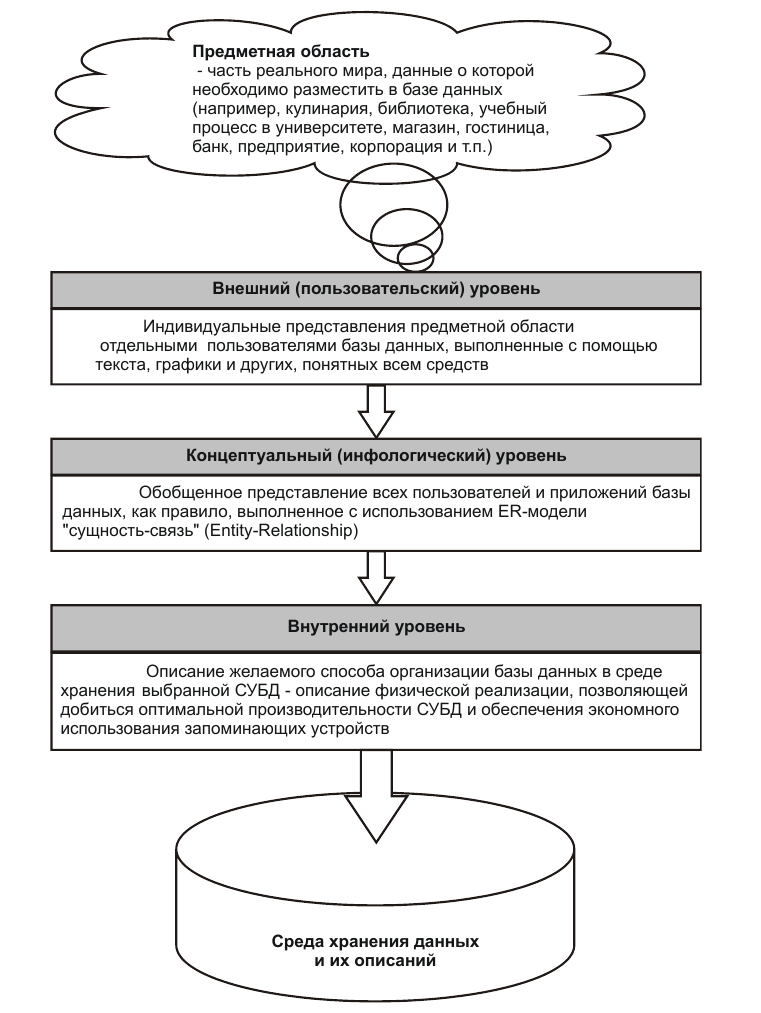 Предметная область
- часть реального мира, данные о которой
необходимо разместить в базе данных
(например, кулинария, библиотека, учебный
процесс в университете, магазин, гостиница,
банк, предприятие, корпорация и т.п.)
Внешний (пользовательский) уровень
Индивидуальные представления предметной области
отдельными пользователями базы данных, выполненные с помощью
текста, графики и других, понятных всем средств
Концептуальный (инфологический) уровень
Обобщенное представление всех пользователей и приложений базы
данных, как правило, выполненное с использованием ER-модели
"сущность-связь" (Entity-Relationship)
Внутренний уровень
Описание желаемого способа организации базы данных в среде
хранения выбранной СУБД - описание физической реализации, позволяющей
добиться оптимальной производительности СУБД и обеспечения экономного
использования запоминающих устройств
Среда хранения данных
и их описаний